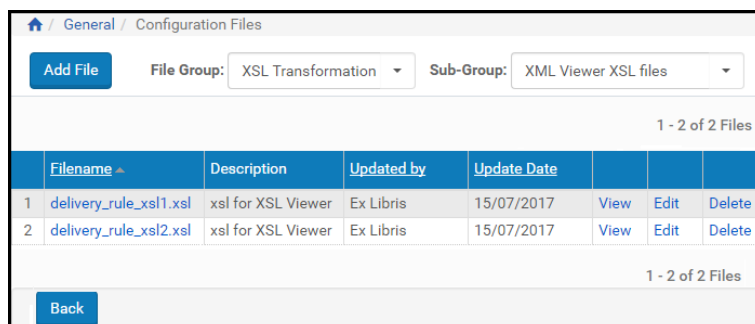 / General / Configuration Files
Add File File Group: XSL Transformation Sub-Group: XML Viewer XSL files
1 - 2 of 2 Files
Filename Description Updated by Update Date
1 delivery_rule_xsl1.xsl xsl for XSL Viewer Ex Libris 15/07/2017 View Edit Delete
2 delivery_rule_xsl2.xsl xsl for XSL Viewer Ex Libris 15/07/2017 View Edit Delete
1 - 2 of 2 Files
Back